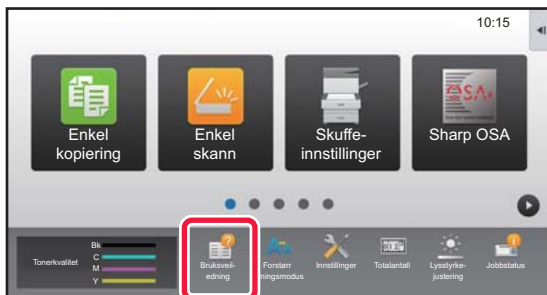 10:15
Enkel
kopiering
Enkel
skann
Skuffe-
innstillinger
Sharp OSA
Tonerkvalitet
Bk
C
M
Y
Bruksveil-
edning
Forstørr
ningsmodus
Innstillinger
Totalantall
Lysstyrke-
justering
Jobbstatus